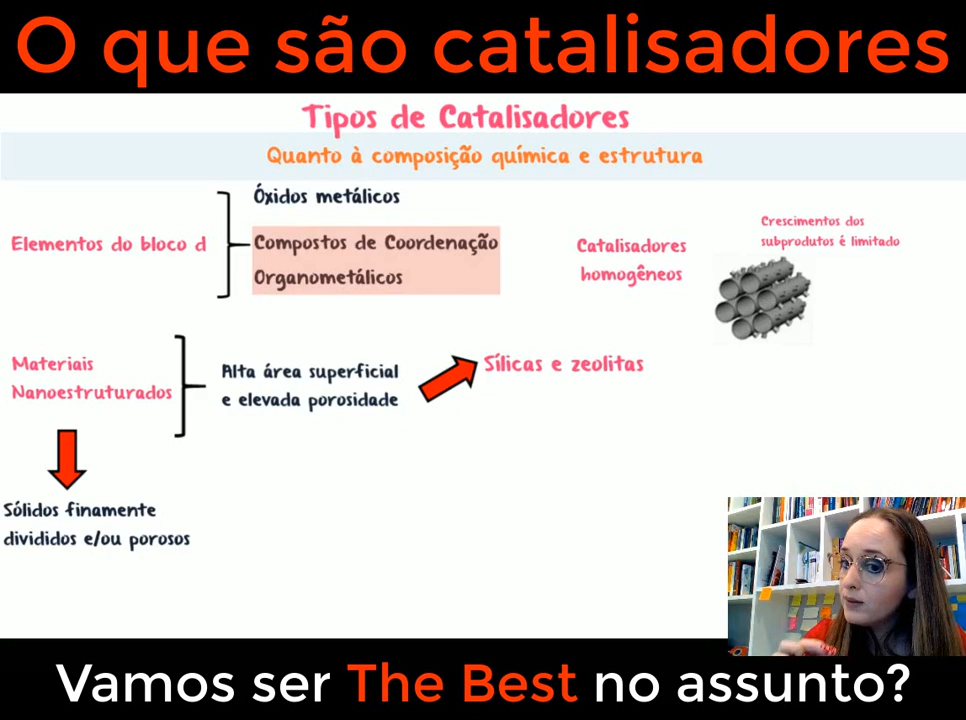 O que são catalisadores
Tipos de Catalisadores
Quanto à composição química e estrutura
Elementos do bloco d
Óxidos metálicos
Compostos de Coordenação
Organometálicos
Catalisadores
homogêneos
Crescimentos dos
subprodutos é limitado
Materiais
Nanoestruturados
Alta área superficial
e elevada porosidade
Sílicas e zeolitas
Sólidos finamente
divididos e/ou porosos
Vamos ser The Best no assunto?